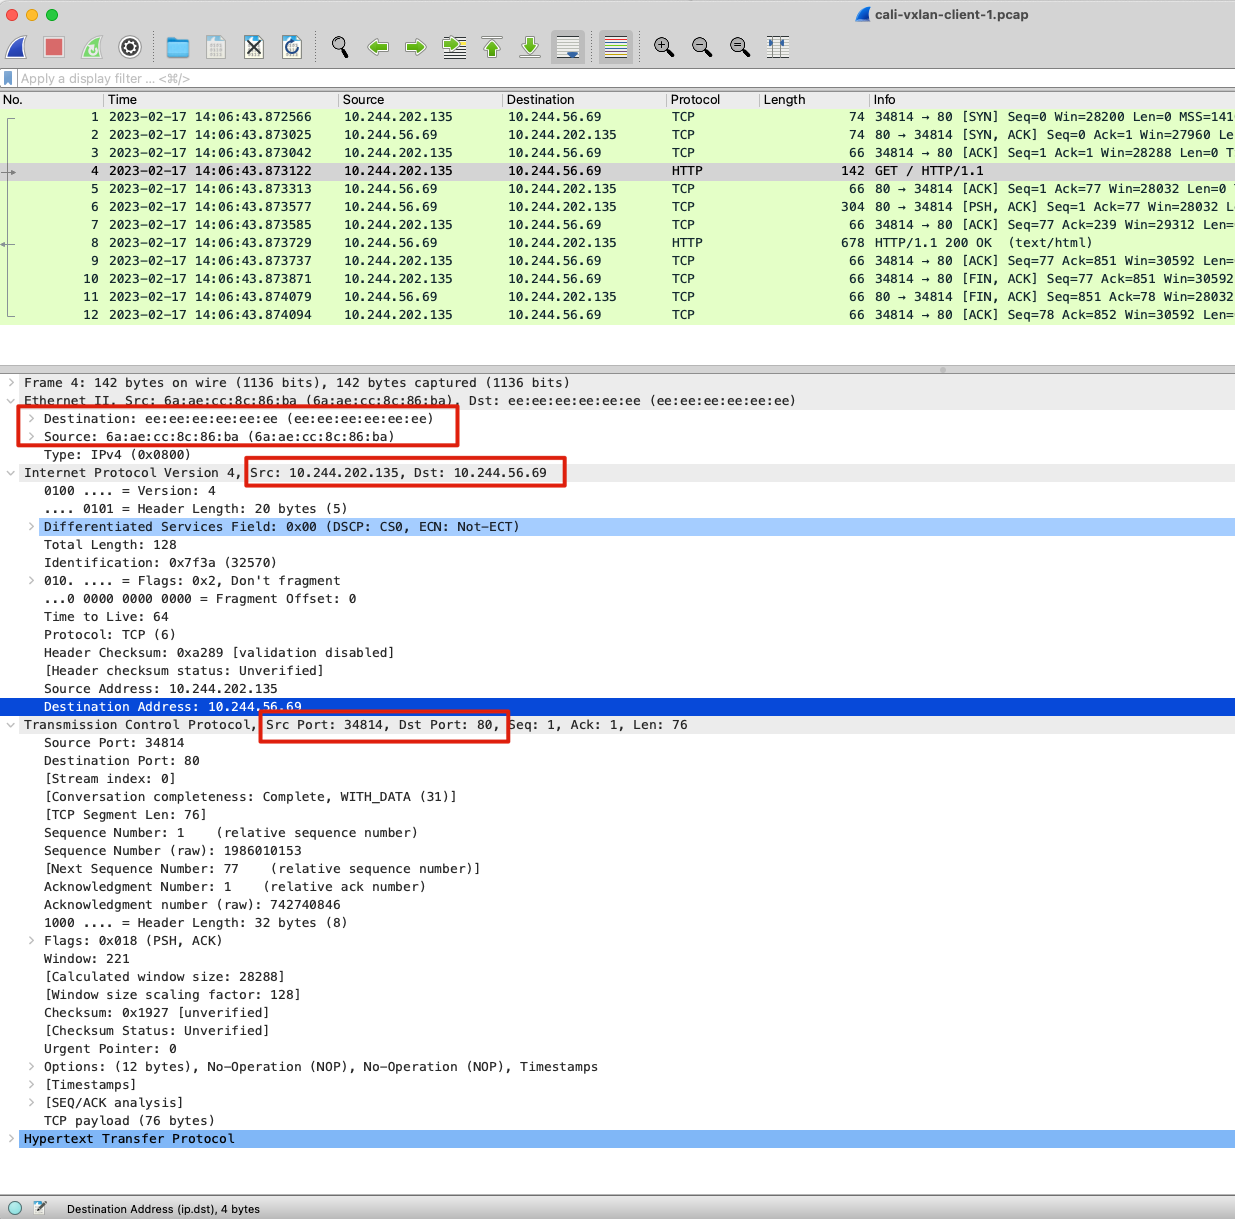 cali-vxlan-client-1.pcap
Apply a display filter ... <⌘/>
No. Time Source Destination Protocol Length Info
1 2023-02-17 14:06:43.872566 10.244.202.135 10.244.56.69 TCP 74 34814 → 80 [SYN] Seq=0 Win=28200 Len=0 MSS=141
2 2023-02-17 14:06:43.873025 10.244.56.69 10.244.202.135 TCP 74 80 → 34814 [SYN, ACK] Seq=0 Ack=1 Win=27960 Le
3 2023-02-17 14:06:43.873042 10.244.202.135 10.244.56.69 TCP 66 34814 → 80 [ACK] Seq=1 Ack=1 Win=28288 Len=0 T
4 2023-02-17 14:06:43.873122 10.244.202.135 10.244.56.69 HTTP 142 GET / HTTP/1.1
5 2023-02-17 14:06:43.873313 10.244.56.69 10.244.202.135 TCP 66 80 → 34814 [ACK] Seq=1 Ack=77 Win=28032 Len=0
6 2023-02-17 14:06:43.873577 10.244.56.69 10.244.202.135 TCP 304 80 → 34814 [PSH, ACK] Seq=1 Ack=77 Win=28032 L
7 2023-02-17 14:06:43.873585 10.244.202.135 10.244.56.69 TCP 66 34814 → 80 [ACK] Seq=77 Ack=239 Win=29312 Len=
8 2023-02-17 14:06:43.873729 10.244.56.69 10.244.202.135 HTTP 678 HTTP/1.1 200 OK (text/html)
9 2023-02-17 14:06:43.873737 10.244.202.135 10.244.56.69 TCP 66 34814 → 80 [ACK] Seq=77 Ack=851 Win=30592 Len=
10 2023-02-17 14:06:43.873871 10.244.202.135 10.244.56.69 TCP 66 34814 → 80 [FIN, ACK] Seq=77 Ack=851 Win=30592
11 2023-02-17 14:06:43.874079 10.244.56.69 10.244.202.135 TCP 66 80 → 34814 [FIN, ACK] Seq=851 Ack=78 Win=28032
12 2023-02-17 14:06:43.874094 10.244.202.135 10.244.56.69 TCP 66 34814 → 80 [ACK] Seq=78 Ack=852 Win=30592 Len=
Frame 4: 142 bytes on wire (1136 bits), 142 bytes captured (1136 bits)
Ethernet II, Src: 6a:ae:cc:8c:86:ba (6a:ae:cc:8c:86:ba), Dst: ee:ee:ee:ee:ee:ee (ee:ee:ee:ee:ee:ee)
Destination: ee:ee:ee:ee:ee:ee (ee:ee:ee:ee:ee:ee)
Source: 6a:ae:cc:8c:86:ba (6a:ae:cc:8c:86:ba)
Type: IPv4 (0x0800)
Internet Protocol Version 4, Src: 10.244.202.135, Dst: 10.244.56.69
0100 .... = Version: 4
.... 0101 = Header Length: 20 bytes (5)
Differentiated Services Field: 0x00 (DSCP: CS0, ECN: Not-ECT)
Total Length: 128
Identification: 0x7f3a (32570)
010. .... = Flags: 0x2, Don't fragment
...0 0000 0000 0000 = Fragment Offset: 0
Time to Live: 64
Protocol: TCP (6)
Header Checksum: 0xa289 [validation disabled]
[Header checksum status: Unverified]
Source Address: 10.244.202.135
Destination Address: 10.244.56.69
Transmission Control Protocol, Src Port: 34814, Dst Port: 80, Seq: 1, Ack: 1, Len: 76
Source Port: 34814
Destination Port: 80
[Stream index: 0]
[Conversation completeness: Complete, WITH_DATA (31)]
[TCP Segment Len: 76]
Sequence Number: 1 (relative sequence number)
Sequence Number (raw): 1986010153
[Next Sequence Number: 77 (relative sequence number)]
Acknowledgment Number: 1 (relative ack number)
Acknowledgment number (raw): 742740846
1000 .... = Header Length: 32 bytes (8)
Flags: 0x018 (PSH, ACK)
Window: 221
[Calculated window size: 28288]
[Window size scaling factor: 128]
Checksum: 0x1927 [unverified]
[Checksum Status: Unverified]
Urgent Pointer: 0
Options: (12 bytes), No-Operation (NOP), No-Operation (NOP), Timestamps
[Timestamps]
[SEQ/ACK analysis]
TCP payload (76 bytes)
Hypertext Transfer Protocol
Destination Address (ip.dst), 4 bytes